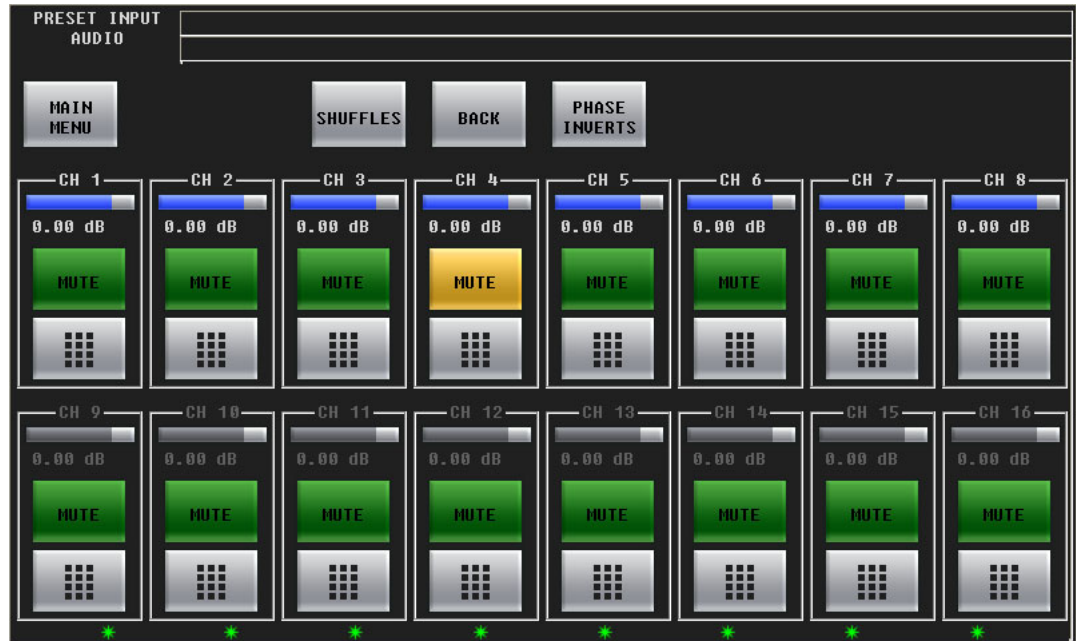 PRESET INPUT
AUDIO
MAIN
MENU
SHUFFLES
BACK
PHASE
INVERTS
CH 1 CH 2 CH 3 CH 4 CH 5 CH 6 CH 7 CH 8
0.00 dB 0.00 dB 0.00 dB 0.00 dB 0.00 dB 0.00 dB 0.00 dB 0.00 dB
MUTE MUTE MUTE MUTE MUTE MUTE MUTE MUTE
CH 9 CH 10 CH 11 CH 12 CH 13 CH 14 CH 15 CH 16
0.00 dB 0.00 dB 0.00 dB 0.00 dB 0.00 dB 0.00 dB 0.00 dB 0.00 dB
MUTE MUTE MUTE MUTE MUTE MUTE MUTE MUTE